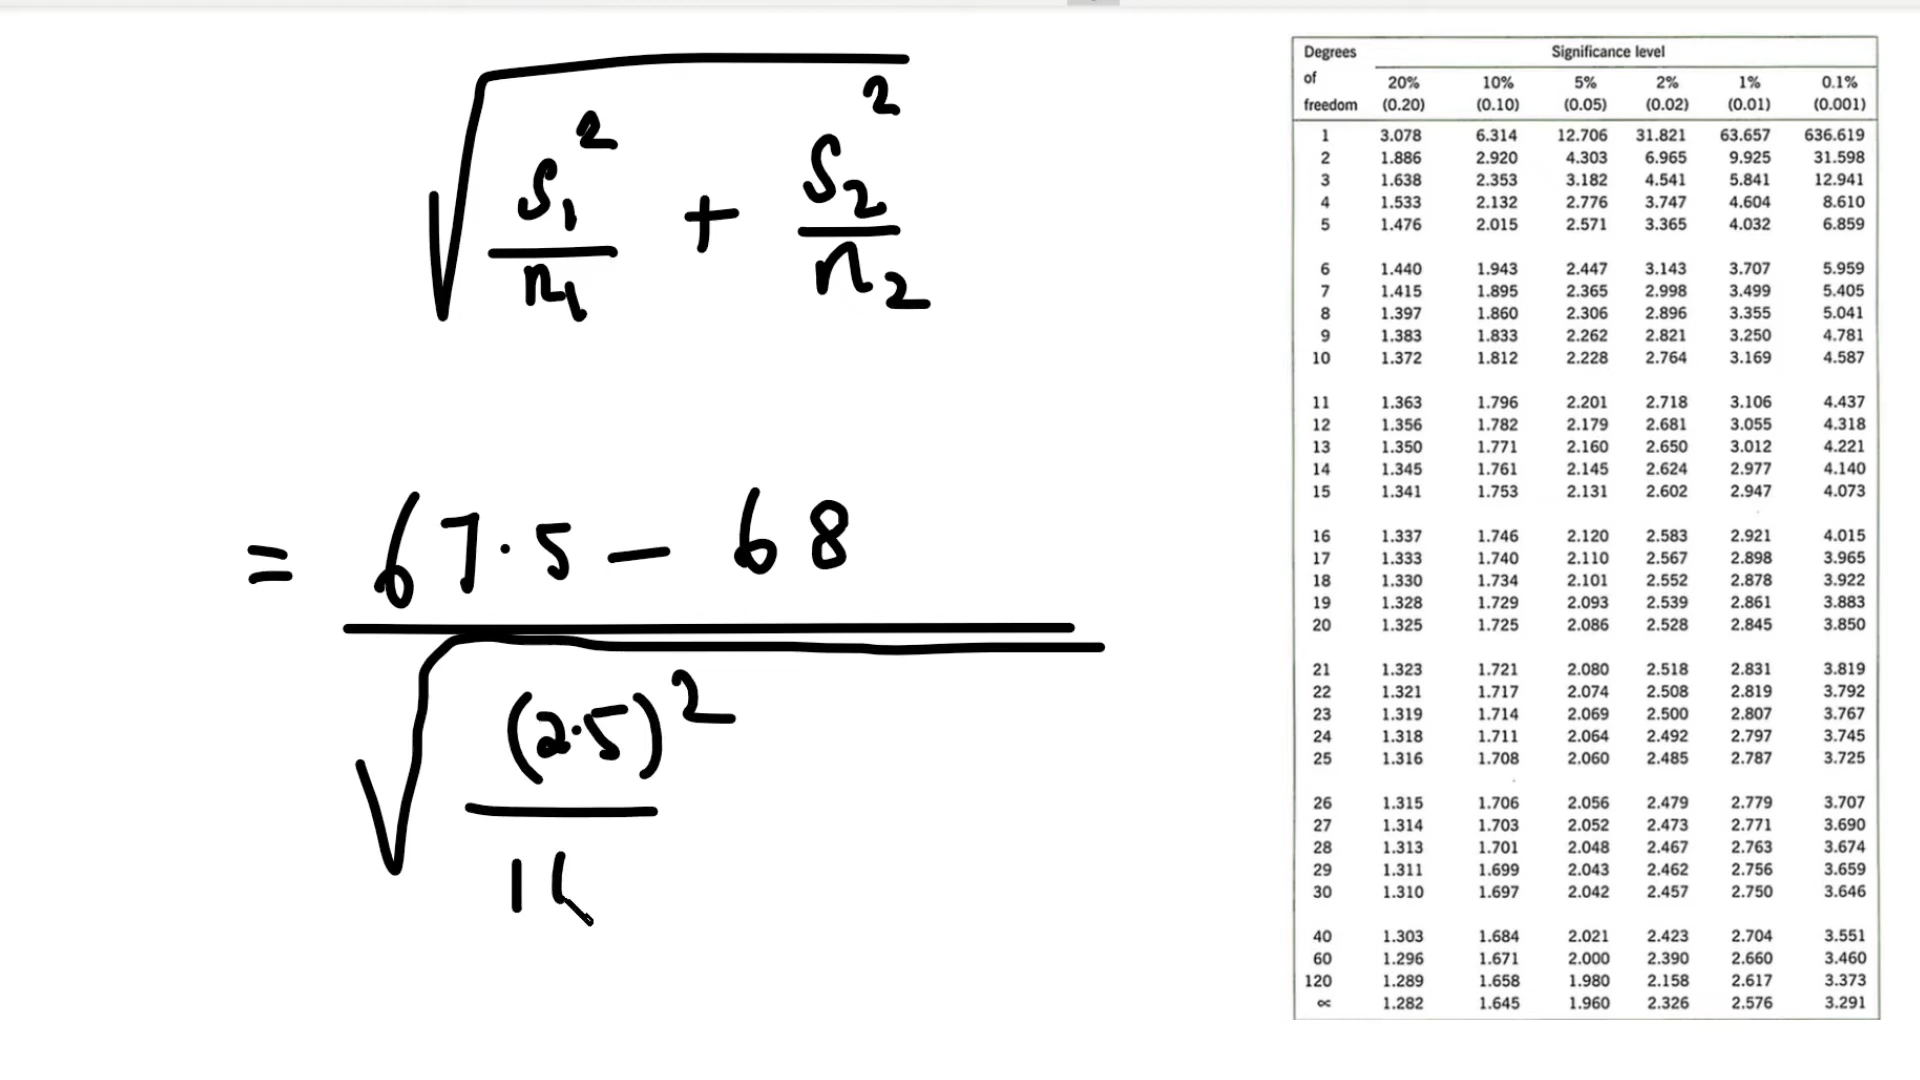 √(S₁²/n₁ + S₂²/n₂)
= 67.5 − 68
√((2.5)²/
Degrees of freedom Significance level
20% (0.20) 10% (0.10) 5% (0.05) 2% (0.02) 1% (0.01) 0.1% (0.001)
1 3.078 6.314 12.706 31.821 63.657 636.619
2 1.886 2.920 4.303 6.965 9.925 31.598
3 1.638 2.353 3.182 4.541 5.841 12.941
4 1.533 2.132 2.776 3.747 4.604 8.610
5 1.476 2.015 2.571 3.365 4.032 6.859
6 1.440 1.943 2.447 3.143 3.707 5.959
7 1.415 1.895 2.365 2.998 3.499 5.405
8 1.397 1.860 2.306 2.896 3.355 5.041
9 1.383 1.833 2.262 2.821 3.250 4.781
10 1.372 1.812 2.228 2.764 3.169 4.587
11 1.363 1.796 2.201 2.718 3.106 4.437
12 1.356 1.782 2.179 2.681 3.055 4.318
13 1.350 1.771 2.160 2.650 3.012 4.221
14 1.345 1.761 2.145 2.624 2.977 4.140
15 1.341 1.753 2.131 2.602 2.947 4.073
16 1.337 1.746 2.120 2.583 2.921 4.015
17 1.333 1.740 2.110 2.567 2.898 3.965
18 1.330 1.734 2.101 2.552 2.878 3.922
19 1.328 1.729 2.093 2.539 2.861 3.883
20 1.325 1.725 2.086 2.528 2.845 3.850
21 1.323 1.721 2.080 2.518 2.831 3.819
22 1.321 1.717 2.074 2.508 2.819 3.792
23 1.319 1.714 2.069 2.500 2.807 3.767
24 1.318 1.711 2.064 2.492 2.797 3.745
25 1.316 1.708 2.060 2.485 2.787 3.725
26 1.315 1.706 2.056 2.479 2.779 3.707
27 1.314 1.703 2.052 2.473 2.771 3.690
28 1.313 1.701 2.048 2.467 2.763 3.674
29 1.311 1.699 2.043 2.462 2.756 3.659
30 1.310 1.697 2.042 2.457 2.750 3.646
40 1.303 1.684 2.021 2.423 2.704 3.551
60 1.296 1.671 2.000 2.390 2.660 3.460
120 1.289 1.658 1.980 2.158 2.617 3.373
∝ 1.282 1.645 1.960 2.326 2.576 3.291